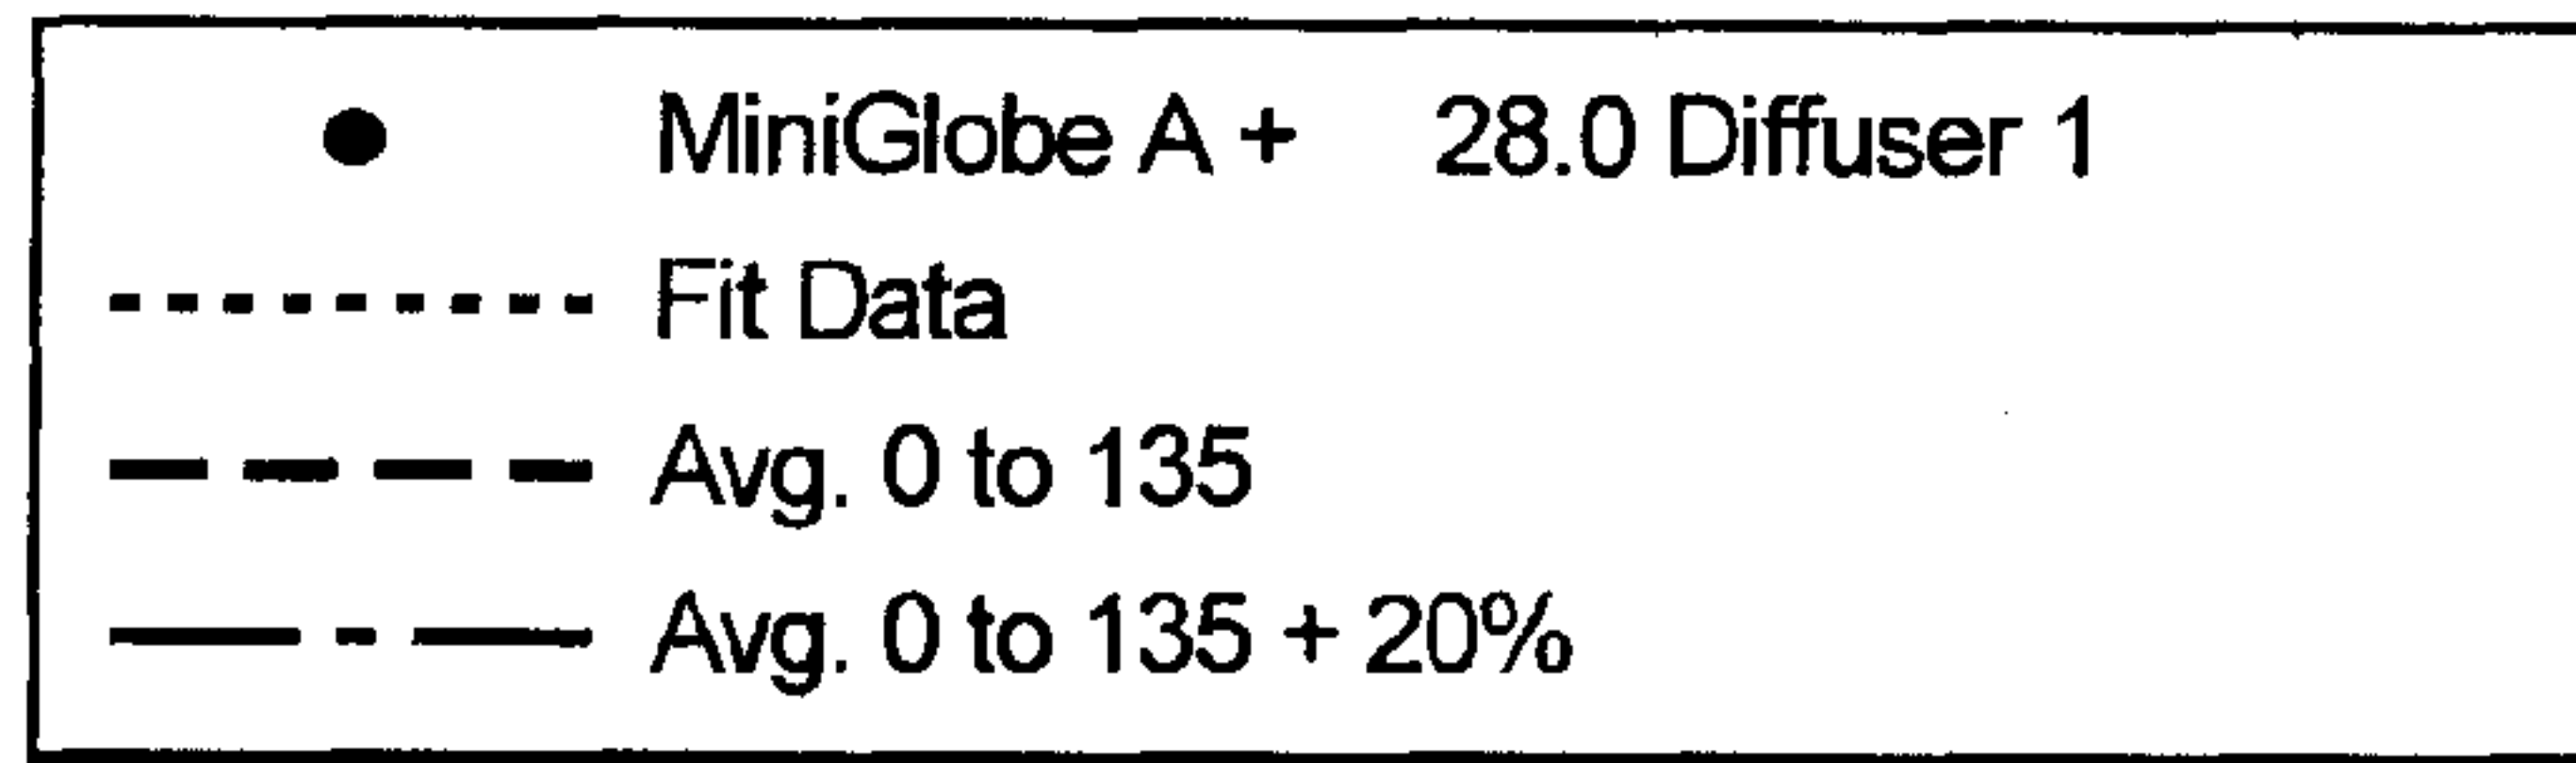 MiniGlobe A + 28.0 Diffuser 1
Fit Data
Avg. 0 to 135
Avg. 0 to 135 + 20%